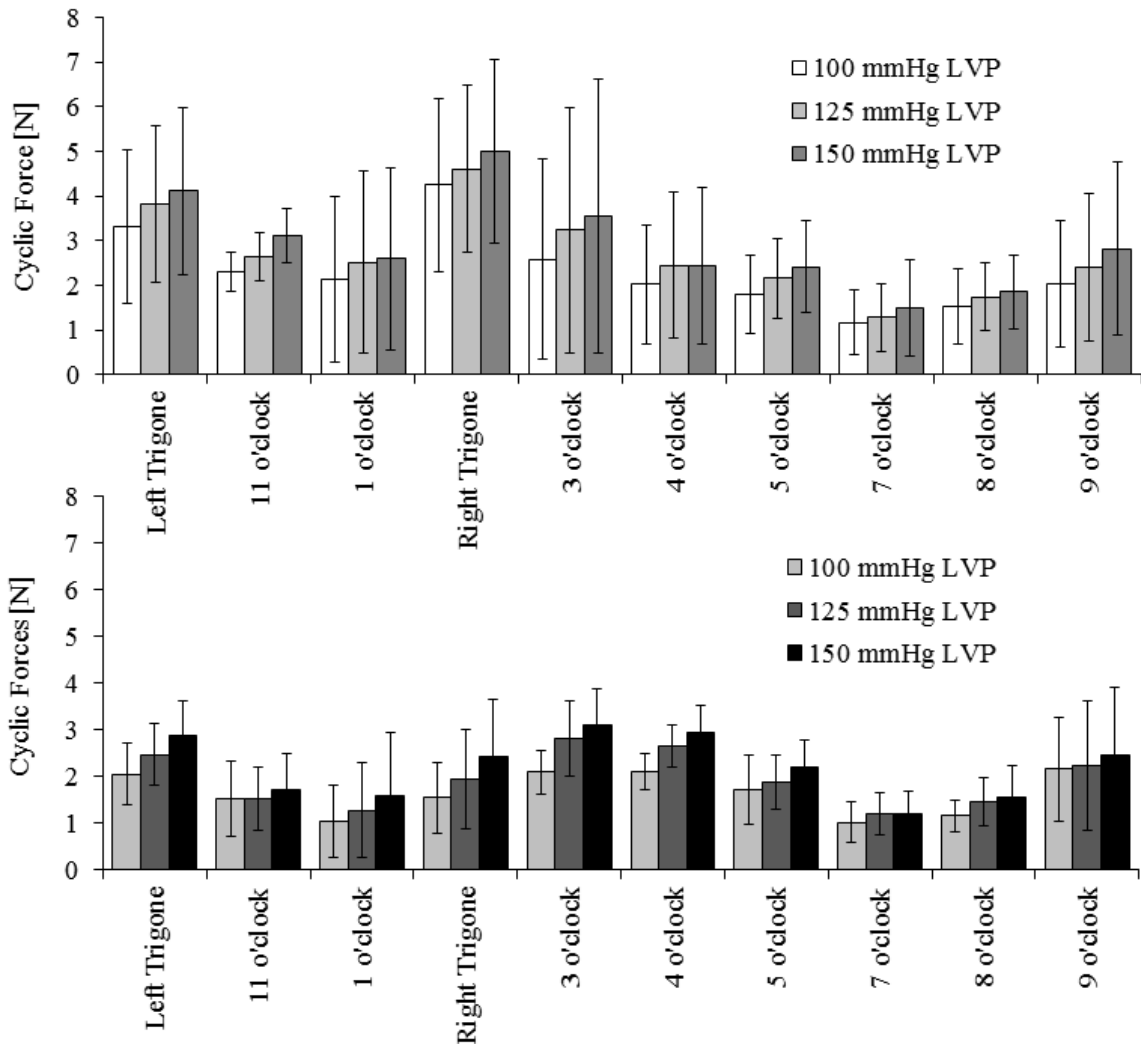 8
7
6
5
4
3
2
1
0
Cyclic Force [N]
100 mmHg LVP
125 mmHg LVP
150 mmHg LVP
Left Trigone
11 o'clock
1 o'clock
Right Trigone
3 o'clock
4 o'clock
5 o'clock
7 o'clock
8 o'clock
9 o'clock
8
7
6
5
4
3
2
1
0
Cyclic Forces [N]
100 mmHg LVP
125 mmHg LVP
150 mmHg LVP
Left Trigone
11 o'clock
1 o'clock
Right Trigone
3 o'clock
4 o'clock
5 o'clock
7 o'clock
8 o'clock
9 o'clock